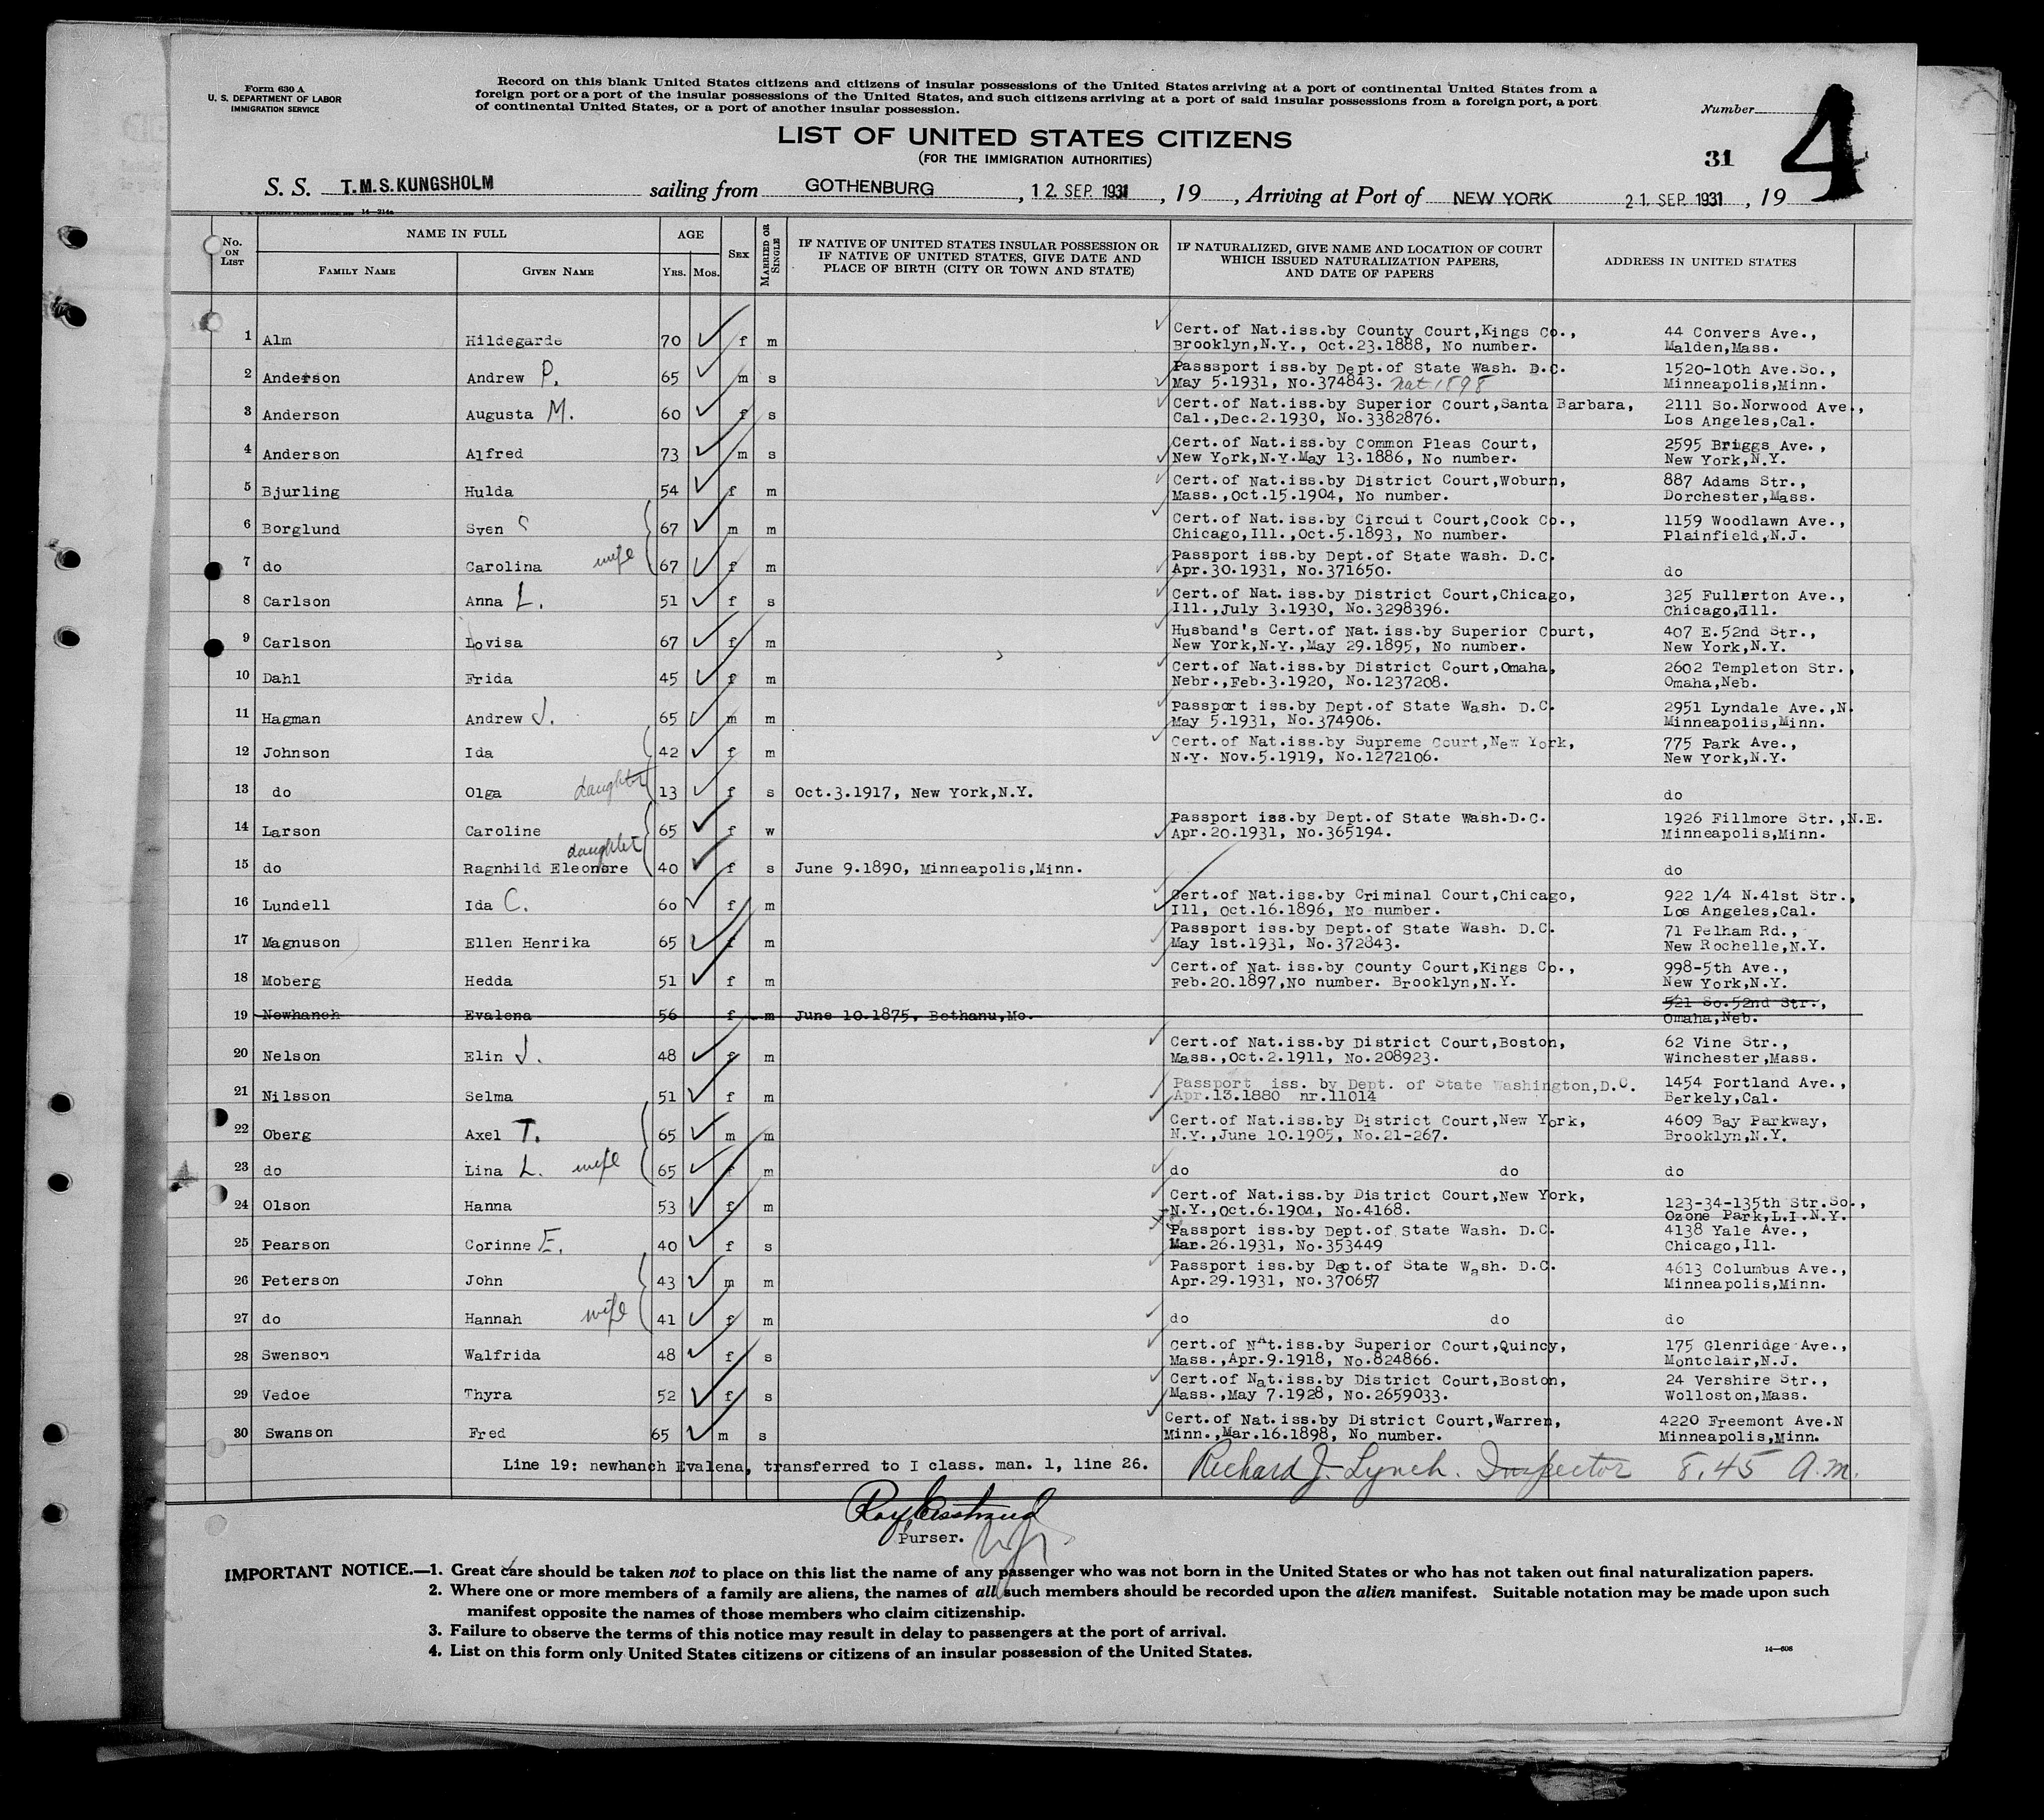 Form 630 A
U. S. DEPARTMENT OF LABOR
IMMIGRATION SERVICE
Record on this blank United States citizens and citizens of insular possessions of the United States arriving at a port of continental United States from a
foreign port or a port of the insular possessions of the United States, and such citizens arriving at a port of said insular possessions from a foreign port, a port
of continental United States, or a port of another insular possession.
Number
4
LIST OF UNITED STATES CITIZENS
(FOR THE IMMIGRATION AUTHORITIES)
31
S. S. T.M.S.KUNGSHOLM sailing from GOTHENBURG, 12. SEP. 1931, 19 , Arriving at Port of NEW YORK 21. SEP. 1931, 19
14—214a
No. ON LIST
NAME IN FULL
FAMILY NAME
GIVEN NAME
AGE
YRS. MOS.
SEX
MARRIED OR SINGLE
IF NATIVE OF UNITED STATES INSULAR POSSESSION OR
IF NATIVE OF UNITED STATES, GIVE DATE AND
PLACE OF BIRTH (CITY OR TOWN AND STATE)
IF NATURALIZED, GIVE NAME AND LOCATION OF COURT
WHICH ISSUED NATURALIZATION PAPERS,
AND DATE OF PAPERS
ADDRESS IN UNITED STATES
1 Alm Hildegarde 70 f m Cert.of Nat.iss.by County Court,Kings Co., 44 Convers Ave.,
Brooklyn,N.Y., Oct.23.1888, No number. Malden,Mass.
2 Anderson Andrew P. 65 m s Passsport iss.by Dept.of State Wash. D.C. 1520-10th Ave.So.,
May 5.1931, No.374843. Nat 1898 Minneapolis,Minn.
3 Anderson Augusta M. 60 f s Cert.of Nat.iss.by Superior Court,Santa Barbara, 2111 So.Norwood Ave.,
Cal.,Dec.2.1930, No.3382876. Los Angeles,Cal.
4 Anderson Alfred 73 m s Cert.of Nat.iss.by Common Pleas Court, 2595 Briggs Ave.,
New York,N.Y.May 13.1886, No number. New York,N.Y.
5 Bjurling Hulda 54 f m Cert.of Nat.iss.by District Court,Woburn, 887 Adams Str.,
Mass.,Oct.15.1904, No number. Dorchester,Mass.
6 Borglund Sven 67 m m Cert.of Nat.iss.by Circuit Court,Cook Co., 1159 Woodlawn Ave.,
Chicago,Ill.,Oct.5.1893, No number. Plainfield,N.J.
7 do Carolina wife 67 f m Passport iss.by Dept.of State Wash. D.C.
Apr.30.1931, No.371650. do
8 Carlson Anna L. 51 f s Cert.of Nat.iss.by District Court,Chicago, 325 Fullerton Ave.,
Ill.,July 3.1930, No.3298396. Chicago,Ill.
9 Carlson Lovisa 67 f m Husband's Cert.of Nat.iss.by Superior Court, 407 E.52nd Str.,
New York,N.Y.,May 29.1895, No number. New York,N.Y.
10 Dahl Frida 45 f m Cert.of Nat.iss.by District Court,Omaha, 2602 Templeton Str.,
Nebr.,Feb.3.1920, No.1237208. Omaha,Neb.
11 Hagman Andrew J. 65 m m Passport iss.by Dept.of State Wash. D.C. 2951 Lyndale Ave.,N.
May 5.1931, No.374906. Minneapolis,Minn.
12 Johnson Ida 42 f m Cert.of Nat.iss.by Supreme Court,New York, 775 Park Ave.,
N.Y. Nov.5.1919, No.1272106. New York,N.Y.
13 do Olga daughter 13 f s Oct.3.1917, New York,N.Y. do
14 Larson Caroline 65 f w Passport iss.by Dept.of State Wash.D.C. 1926 Fillmore Str.,N.E.
Apr.20.1931, No.365194. Minneapolis,Minn.
15 do Ragnhild Eleonore daughter 40 f s June 9.1890, Minneapolis,Minn. do
16 Lundell Ida C. 60 f m Cert.of Nat.iss.by Criminal Court,Chicago, 922 1/4 N.41st Str.,
Ill, Oct.16.1896, No number. Los Angeles,Cal.
17 Magnuson Ellen Henrika 65 f m Passport iss.by Dept.of State Wash. D.C. 71 Pelham Rd.,
May 1st.1931, No.372843. New Rochelle,N.Y.
18 Moberg Hedda 51 f m Cert.of Nat.iss.by County Court,Kings Co., 998-5th Ave.,
Feb.20.1897,No number. Brooklyn,N.Y. New York,N.Y.
19 Newhanch Evalena 56 f m June 10.1875, Bethanu,Mo. 521 So.52nd Str.,
Omaha,Neb.
20 Nelson Elin J. 48 f m Cert.of Nat.iss.by District Court,Boston, 62 Vine Str.,
Mass.,Oct.2.1911, No.208923. Winchester,Mass.
21 Nilsson Selma 51 f m Passport iss. by Dept. of State Washington,D.C. 1454 Portland Ave.,
Apr.13.1880 nr.11014 Berkely,Cal.
22 Oberg Axel T. 65 m m Cert.of Nat.iss.by District Court,New York, 4609 Bay Parkway,
N.Y.,June 10.1905, No.21-267. Brooklyn,N.Y.
23 do Lina L. wife 65 f m do do do
24 Olson Hanna 53 f m Cert.of Nat.iss.by District Court,New York, 123-34-135th Str.So.,
N.Y.,Oct.6.1904, No.4168. Ozone Park,L.I.N.Y.
25 Pearson Corinne E. 40 f s Passport iss.by Dept.of State Wash. D.C. 4138 Yale Ave.,
Mar.26.1931, No.353449 Chicago,Ill.
26 Peterson John 43 m m Passport iss.by Dept.of State Wash. D.C. 4613 Columbus Ave.,
Apr.29.1931, No.370657 Minneapolis,Minn.
27 do Hannah wife 41 f m do do do
28 Swenson Walfrida 48 f s Cert.of Nat.iss.by Superior Court,Quincy, 175 Glenridge Ave.,
Mass.,Apr.9.1918, No.824866. Montclair,N.J.
29 Vedoe Thyra 52 f s Cert.of Nat.iss.by District Court,Boston, 24 Vershire Str.,
Mass.,May 7.1928, No.2659033. Wolloston,Mass.
30 Swanson Fred 65 m s Cert.of Nat.iss.by District Court,Warren, 4220 Freemont Ave.N
Minn.,Mar.16.1898, No number. Minneapolis,Minn.
Line 19: newhanch Evalena, transferred to I class. man. 1, line 26. Richard J. Lynch. Inspector 8.45 A.m.
Purser.
IMPORTANT NOTICE.—1. Great care should be taken not to place on this list the name of any passenger who was not born in the United States or who has not taken out final naturalization papers.
2. Where one or more members of a family are aliens, the names of all such members should be recorded upon the alien manifest. Suitable notation may be made upon such
manifest opposite the names of those members who claim citizenship.
3. Failure to observe the terms of this notice may result in delay to passengers at the port of arrival.
4. List on this form only United States citizens or citizens of an insular possession of the United States.
14—608